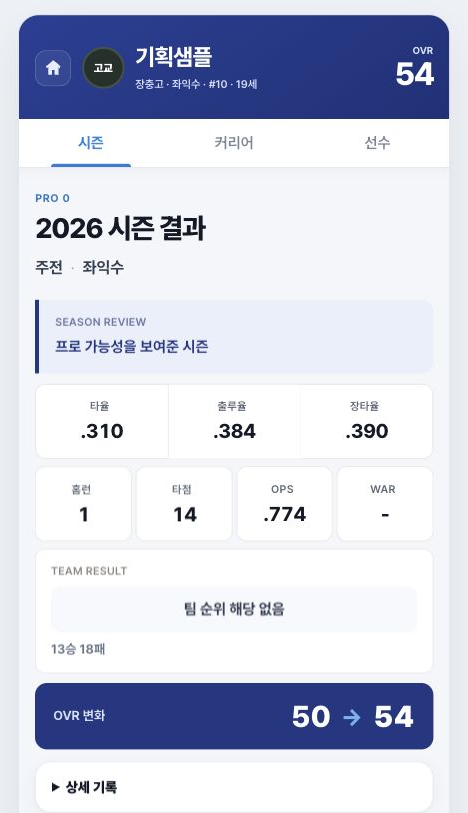 고교
기획샘플
장충고 · 좌익수 · #10 · 19세
OVR
54
시즌
커리어
선수
PRO 0
2026 시즌 결과
주전 · 좌익수
SEASON REVIEW
프로 가능성을 보여준 시즌
타율
출루율
장타율
.310
.384
.390
홈런
타점
OPS
WAR
1
14
.774
-
TEAM RESULT
팀 순위 해당 없음
13승 18패
OVR 변화
50 → 54
▶ 상세 기록